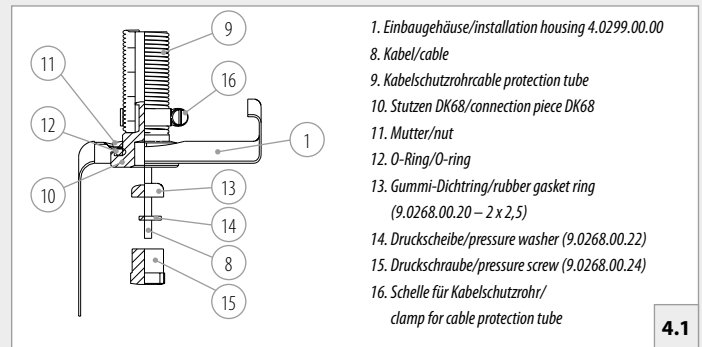 9
11
16
12
1
10
13
14
8
15
1. Einbaugehäuse/installation housing 4.0299.00.00
8. Kabel/cable
9. Kabelschutzrohrcable protection tube
10. Stutzen DK68/connection piece DK68
11. Mutter/nut
12. O-Ring/O-ring
13. Gummi-Dichtring/rubber gasket ring
(9.0268.00.20 – 2 x 2,5)
14. Druckscheibe/pressure washer (9.0268.00.22)
15. Druckschraube/pressure screw (9.0268.00.24)
16. Schelle für Kabelschutzrohr/
clamp for cable protection tube
4.1